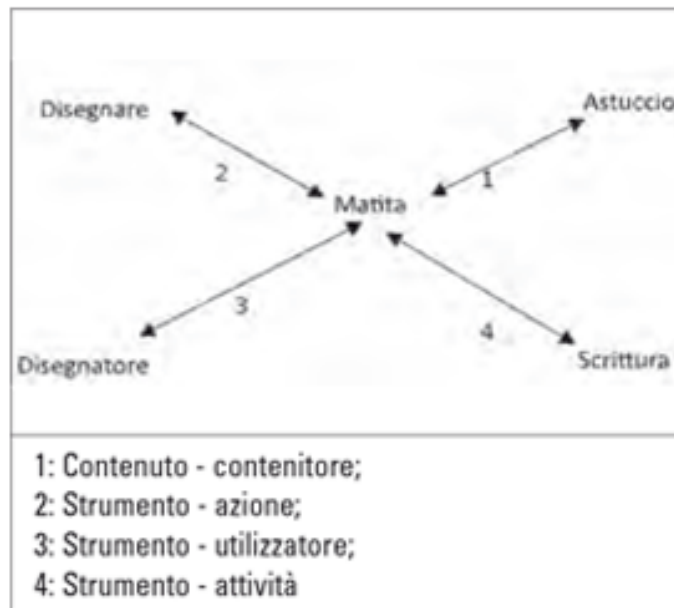 Disegnare
Astuccio
2
1
Matita
3
4
Disegnatore
Scrittura
1: Contenuto - contenitore;
2: Strumento - azione;
3: Strumento - utilizzatore;
4: Strumento - attività